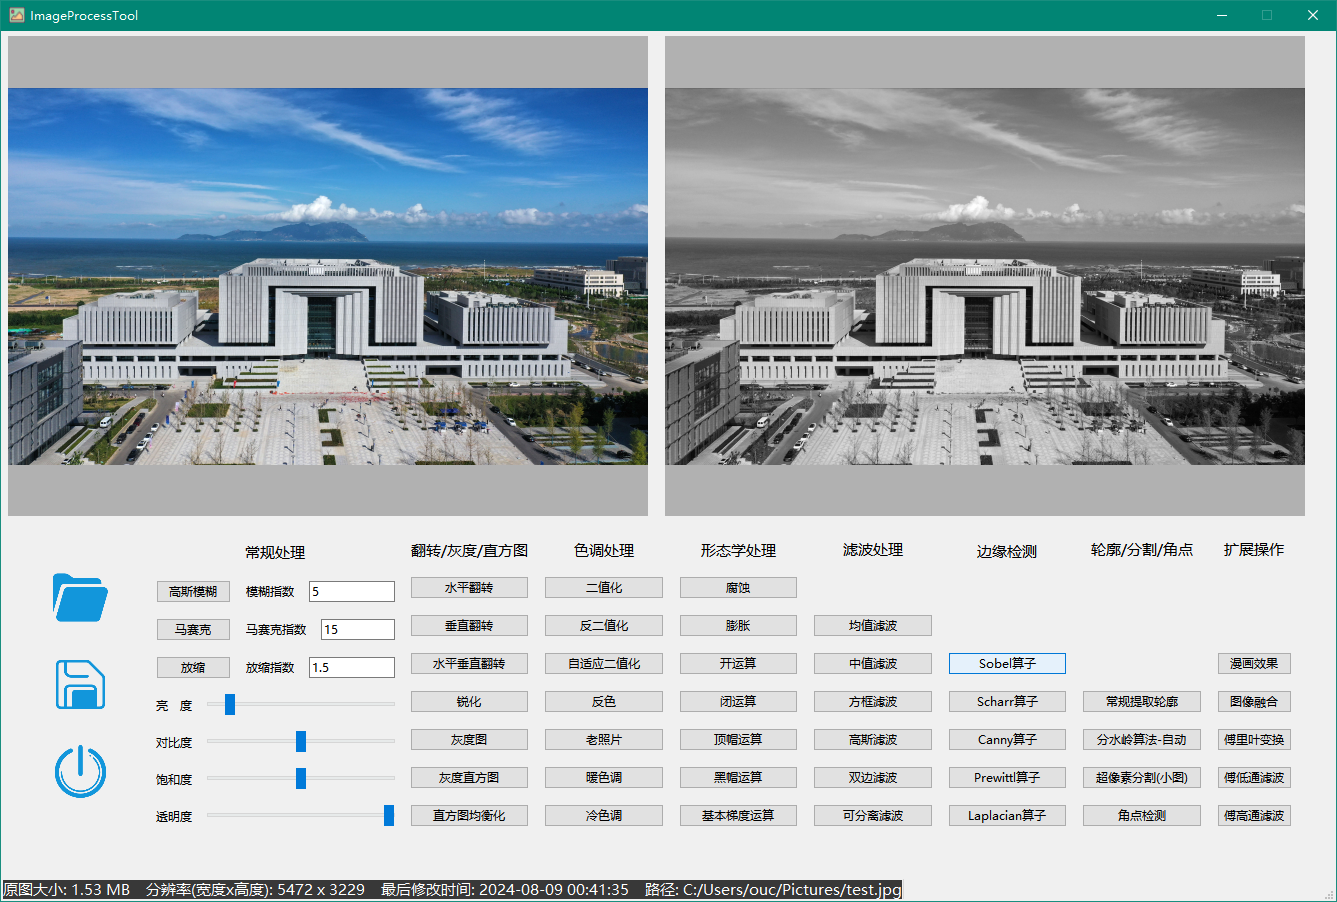 ImageProcessTool
常规处理
翻转/灰度/直方图
色调处理
形态学处理
滤波处理
边缘检测
轮廓/分割/角点
扩展操作
高斯模糊 模糊指数 5
马赛克 马赛克指数 15
放缩 放缩指数 1.5
亮 度
对比度
饱和度
透明度
水平翻转
垂直翻转
水平垂直翻转
锐化
灰度图
灰度直方图
直方图均衡化
二值化
反二值化
自适应二值化
反色
老照片
暖色调
冷色调
腐蚀
膨胀
开运算
闭运算
顶帽运算
黑帽运算
基本梯度运算
均值滤波
中值滤波
方框滤波
高斯滤波
双边滤波
可分离滤波
Sobel算子
Scharr算子
Canny算子
Prewittl算子
Laplacian算子
常规提取轮廓
分水岭算法-自动
超像素分割(小图)
角点检测
漫画效果
图像融合
傅里叶变换
傅低通滤波
傅高通滤波
原图大小: 1.53 MB 分辨率(宽度x高度): 5472 x 3229 最后修改时间: 2024-08-09 00:41:35 路径: C:/Users/ouc/Pictures/test.jpg